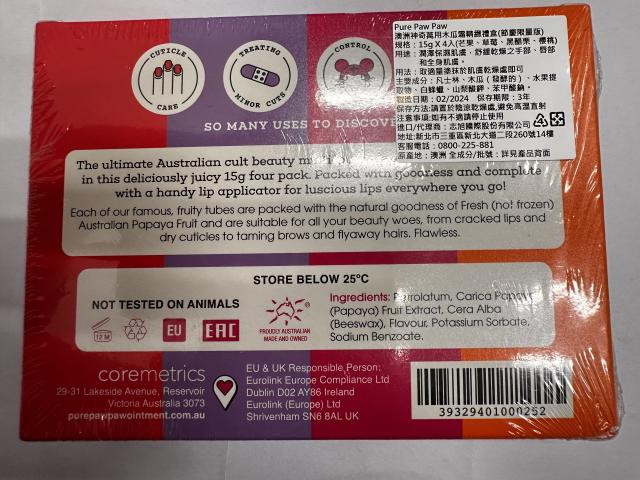 Pure Paw Paw
澳洲神奇萬用木瓜霜精緻禮盒(節慶限量版)
規格：15g X 4入(芒果、草莓、黑醋栗、櫻桃)
用途：潤澤保濕肌膚，舒緩乾燥之手部、唇部
和全身肌膚。
用法：取適量塗抹於肌膚乾燥處即可
主要成分：凡士林、木瓜(發酵的)、水果提
取物、白蜂蠟、山梨酸鉀、苯甲酸鈉。
製造日期：02/2024 保存期限：3年
保存方法:請置於陰涼乾燥處,避免高溫直射
注意事項:如有不適請停止使用
進口/代理商：志旭國際股份有限公司
地址:新北市三重區新北大道二段260號14樓
客服電話：0800-225-881
原產地：澳洲 全成分/批號：詳見產品背面
CUTICLE CARE
TREATING MINOR CUTS
CONTROL
SO MANY USES TO DISCOVE
The ultimate Australian cult beauty
in this deliciously juicy 15g four pack. Packed with goodness and complete
with a handy lip applicator for luscious lips everywhere you go!
Each of our famous, fruity tubes are packed with the natural goodness of Fresh (not frozen)
Australian Papaya Fruit and are suitable for all your beauty woes, from cracked lips and
dry cuticles to taming brows and flyaway hairs. Flawless.
STORE BELOW 25°C
NOT TESTED ON ANIMALS
12 M
EU
EAC
PROUDLY AUSTRALIAN
MADE AND OWNED
Ingredients: Petrolatum, Carica Papaya
(Papaya) Fruit Extract, Cera Alba
(Beeswax), Flavour, Potassium Sorbate,
Sodium Benzoate.
coremetrics
29-31 Lakeside Avenue, Reservoir
Victoria Australia 3073
purepawpawointment.com.au
EU & UK Responsible Person:
Eurolink Europe Compliance Ltd
Dublin D02 AY86 Ireland
Eurolink (Europe) Ltd
Shrivenham SN6 8AL UK
39329401000252